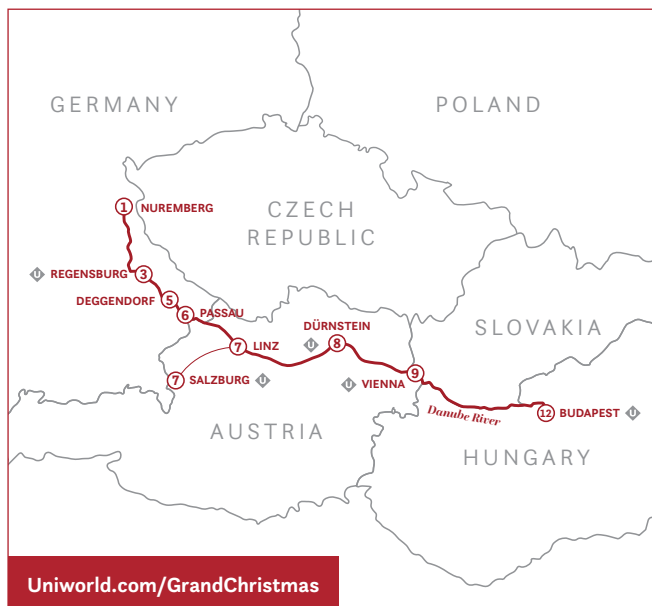 GERMANY
POLAND
1 NUREMBERG
CZECH
REPUBLIC
U REGENSBURG 3
DEGGENDORF 5
6 PASSAU
SLOVAKIA
DÜRNSTEIN
7 LINZ
U 8
7 SALZBURG U
U VIENNA 9
Danube River
12 BUDAPEST U
AUSTRIA
HUNGARY
Uniworld.com/GrandChristmas